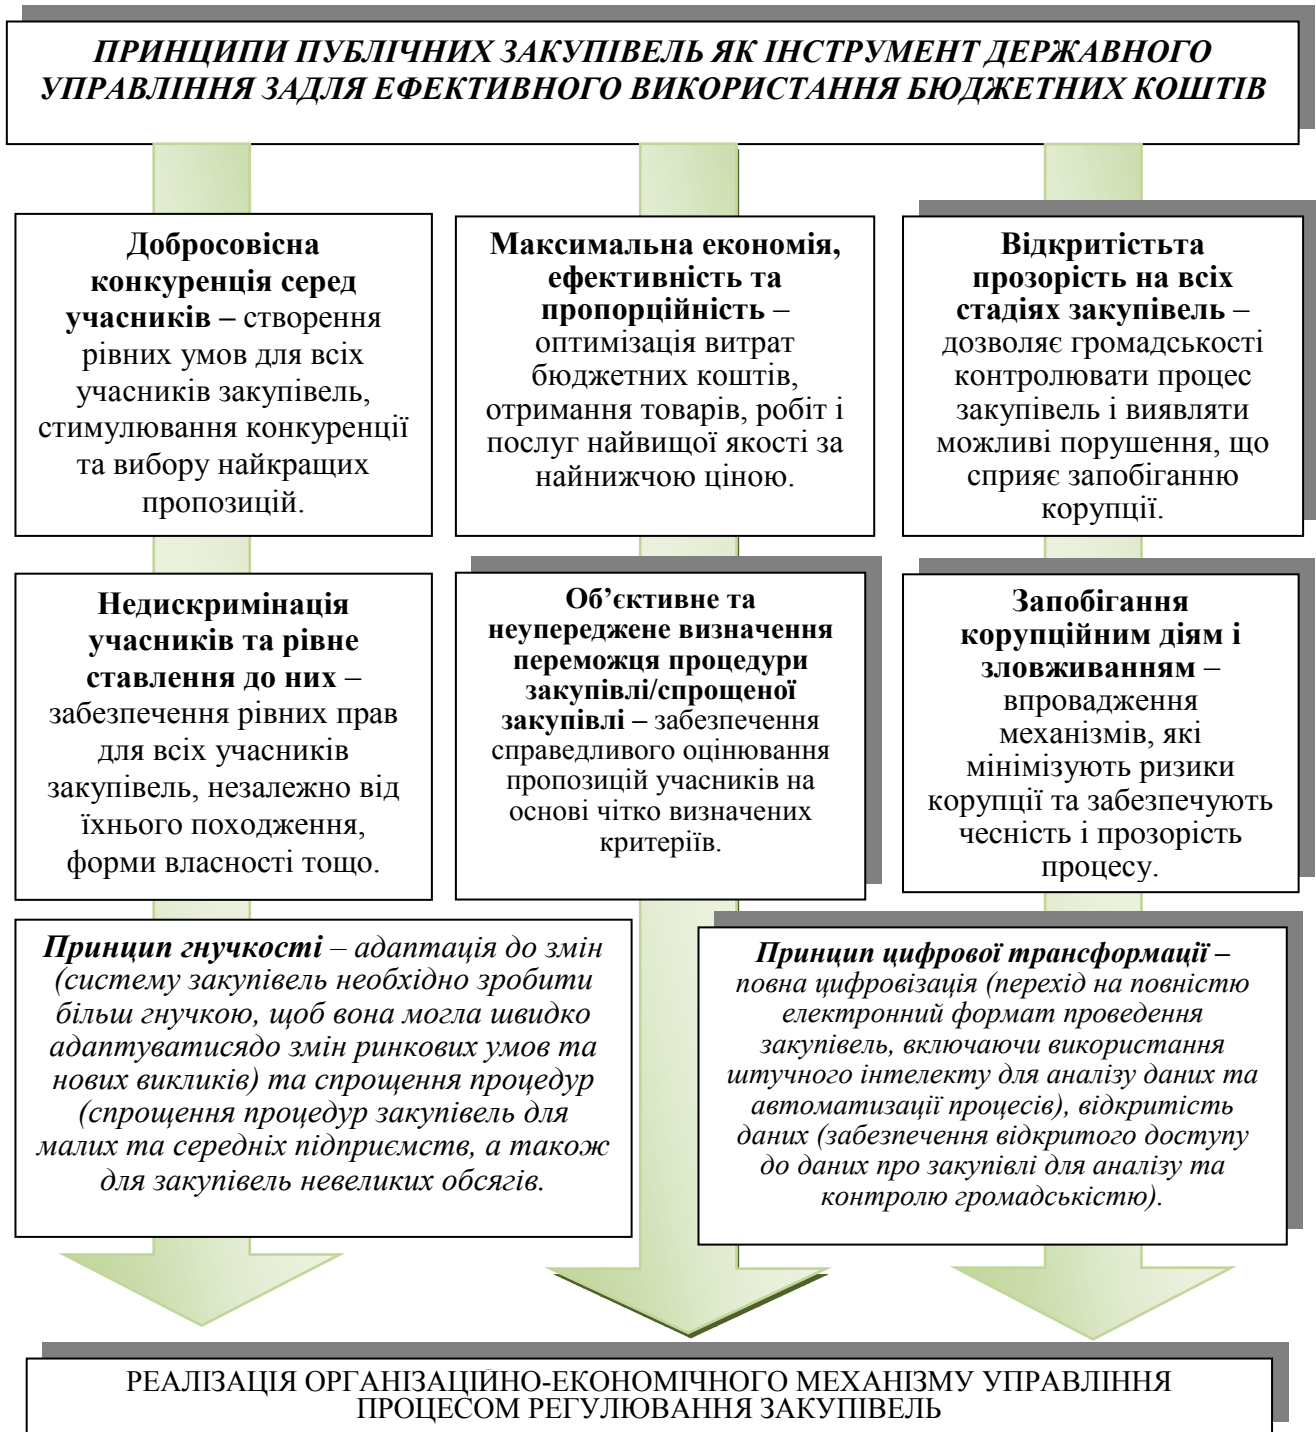 ПРИНЦИПИ ПУБЛІЧНИХ ЗАКУПІВЕЛЬ ЯК ІНСТРУМЕНТ ДЕРЖАВНОГО
УПРАВЛІННЯ ЗАДЛЯ ЕФЕКТИВНОГО ВИКОРИСТАННЯ БЮДЖЕТНИХ КОШТІВ
Добросовісна
конкуренція серед
учасників – створення
рівних умов для всіх
учасників закупівель,
стимулювання конкуренції
та вибору найкращих
пропозицій.
Максимальна економія,
ефективність та
пропорційність –
оптимізація витрат
бюджетних коштів,
отримання товарів, робіт і
послуг найвищої якості за
найнижчою ціною.
Відкритістьта
прозорість на всіх
стадіях закупівель –
дозволяє громадськості
контролювати процес
закупівель і виявляти
можливі порушення, що
сприяє запобіганню
корупції.
Недискримінація
учасників та рівне
ставлення до них –
забезпечення рівних прав
для всіх учасників
закупівель, незалежно від
їхнього походження,
форми власності тощо.
Об’єктивне та
неупереджене визначення
переможця процедури
закупівлі/спрощеної
закупівлі – забезпечення
справедливого оцінювання
пропозицій учасників на
основі чітко визначених
критеріїв.
Запобігання
корупційним діям і
зловживанням –
впровадження
механізмів, які
мінімізують ризики
корупції та забезпечують
чесність і прозорість
процесу.
Принцип гнучкості – адаптація до змін
(систему закупівель необхідно зробити
більш гнучкою, щоб вона могла швидко
адаптуватисядо змін ринкових умов та
нових викликів) та спрощення процедур
(спрощення процедур закупівель для
малих та середніх підприємств, а також
для закупівель невеликих обсягів.
Принцип цифрової трансформації –
повна цифровізація (перехід на повністю
електронний формат проведення
закупівель, включаючи використання
штучного інтелекту для аналізу даних та
автоматизації процесів), відкритість
даних (забезпечення відкритого доступу
до даних про закупівлі для аналізу та
контролю громадськістю).
РЕАЛІЗАЦІЯ ОРГАНІЗАЦІЙНО-ЕКОНОМІЧНОГО МЕХАНІЗМУ УПРАВЛІННЯ
ПРОЦЕСОМ РЕГУЛЮВАННЯ ЗАКУПІВЕЛЬ